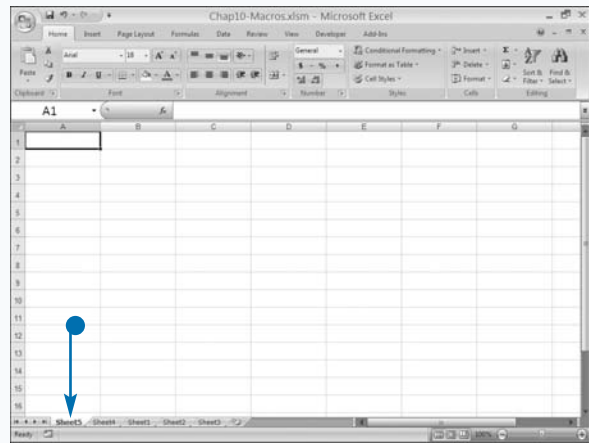 Chap10-Macros.xlsm - Microsoft Excel
Home Insert Page Layout Formulas Data Review View Developer Add-Ins
Paste
Arial
10
B I U
General
$ - % ,
Conditional Formatting
Format as Table
Cell Styles
Insert
Delete
Format
Σ
Sort & Filter
Find & Select
Clipboard Font Alignment Number Styles Cells Editing
A1
fx
A B C D E F G
1
2
3
4
5
6
7
8
9
10
11
12
13
14
15
16
Sheet5 Sheet4 Sheet1 Sheet2 Sheet3
Ready
100%